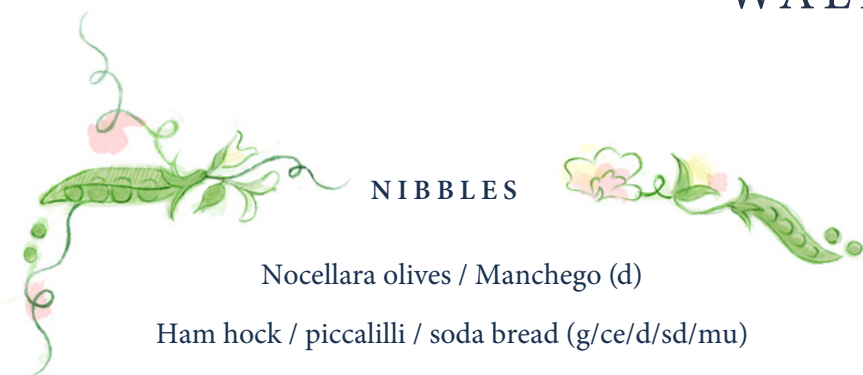 NIBBLES
Nocellara olives / Manchego (d)
Ham hock / piccalilli / soda bread (g/ce/d/sd/mu)